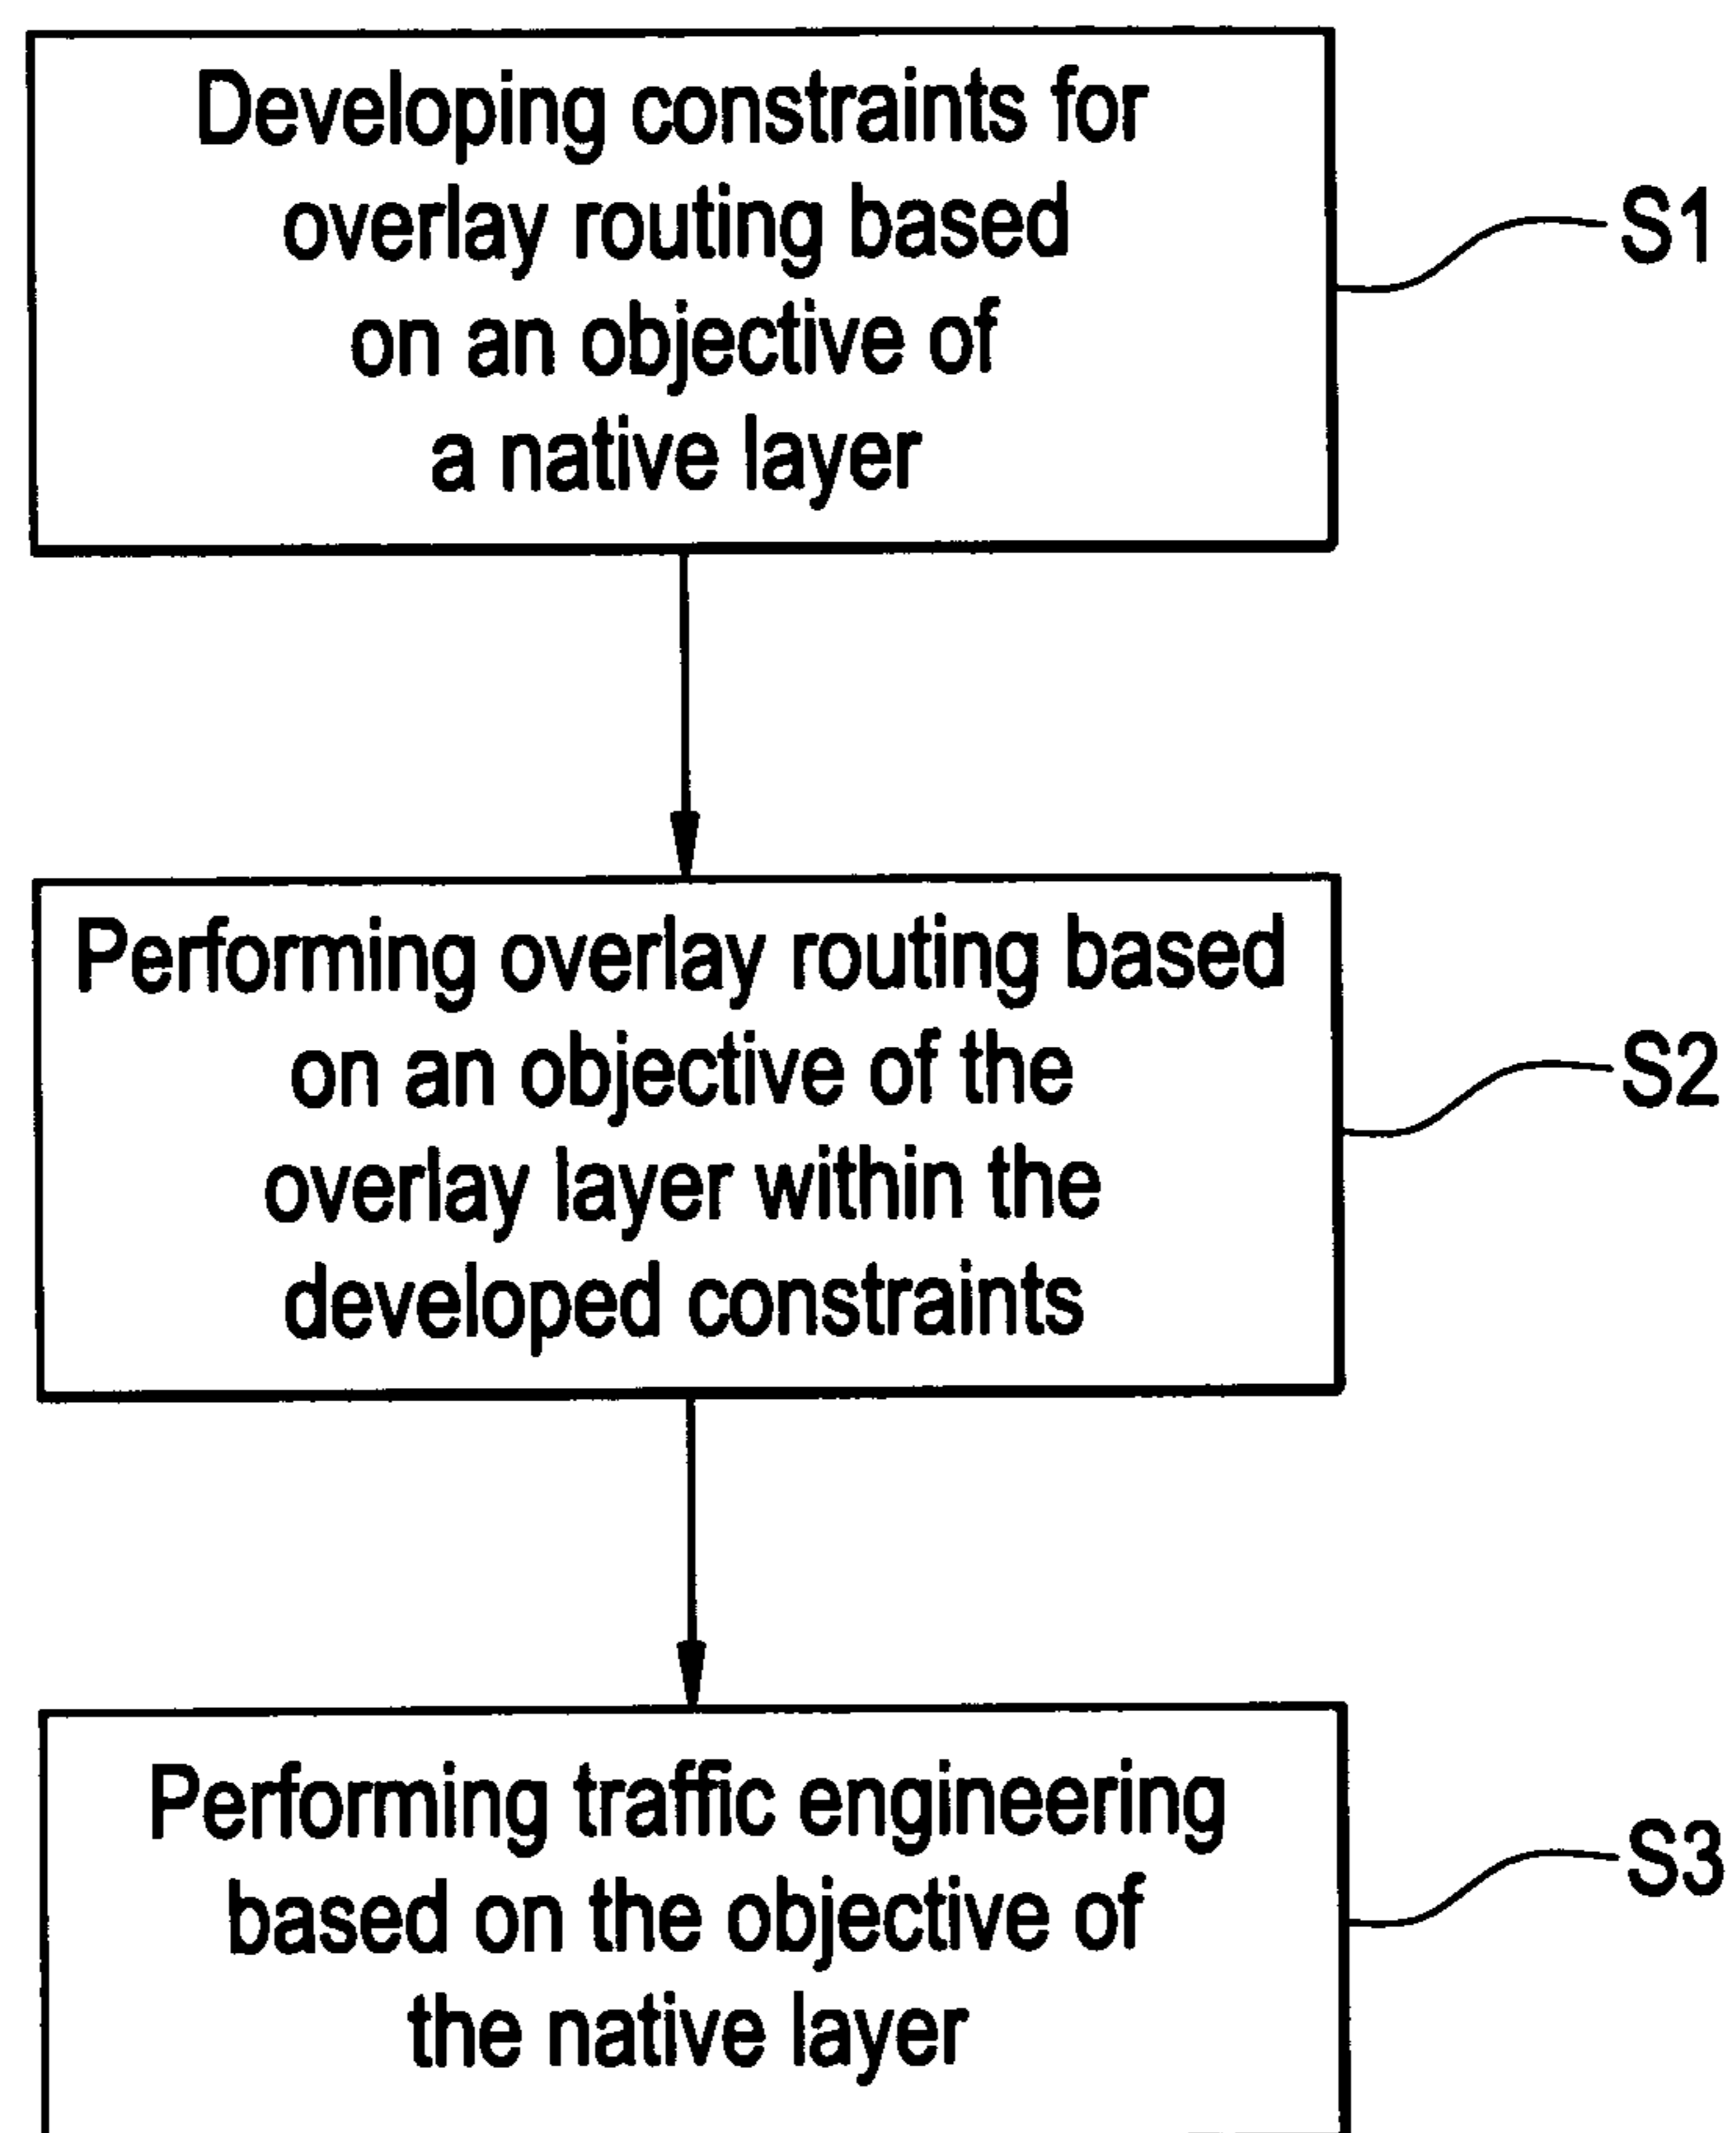 Developing constraints for
overlay routing based
on an objective of
a native layer
S1
Performing overlay routing based
on an objective of the
overlay layer within the
developed constraints
S2
Performing traffic engineering
based on the objective of
the native layer
S3